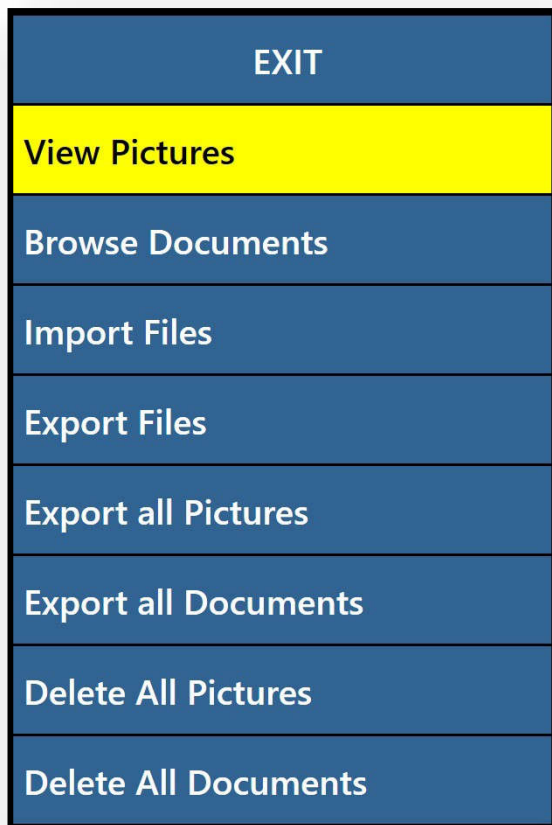 EXIT
View Pictures
Browse Documents
Import Files
Export Files
Export all Pictures
Export all Documents
Delete All Pictures
Delete All Documents